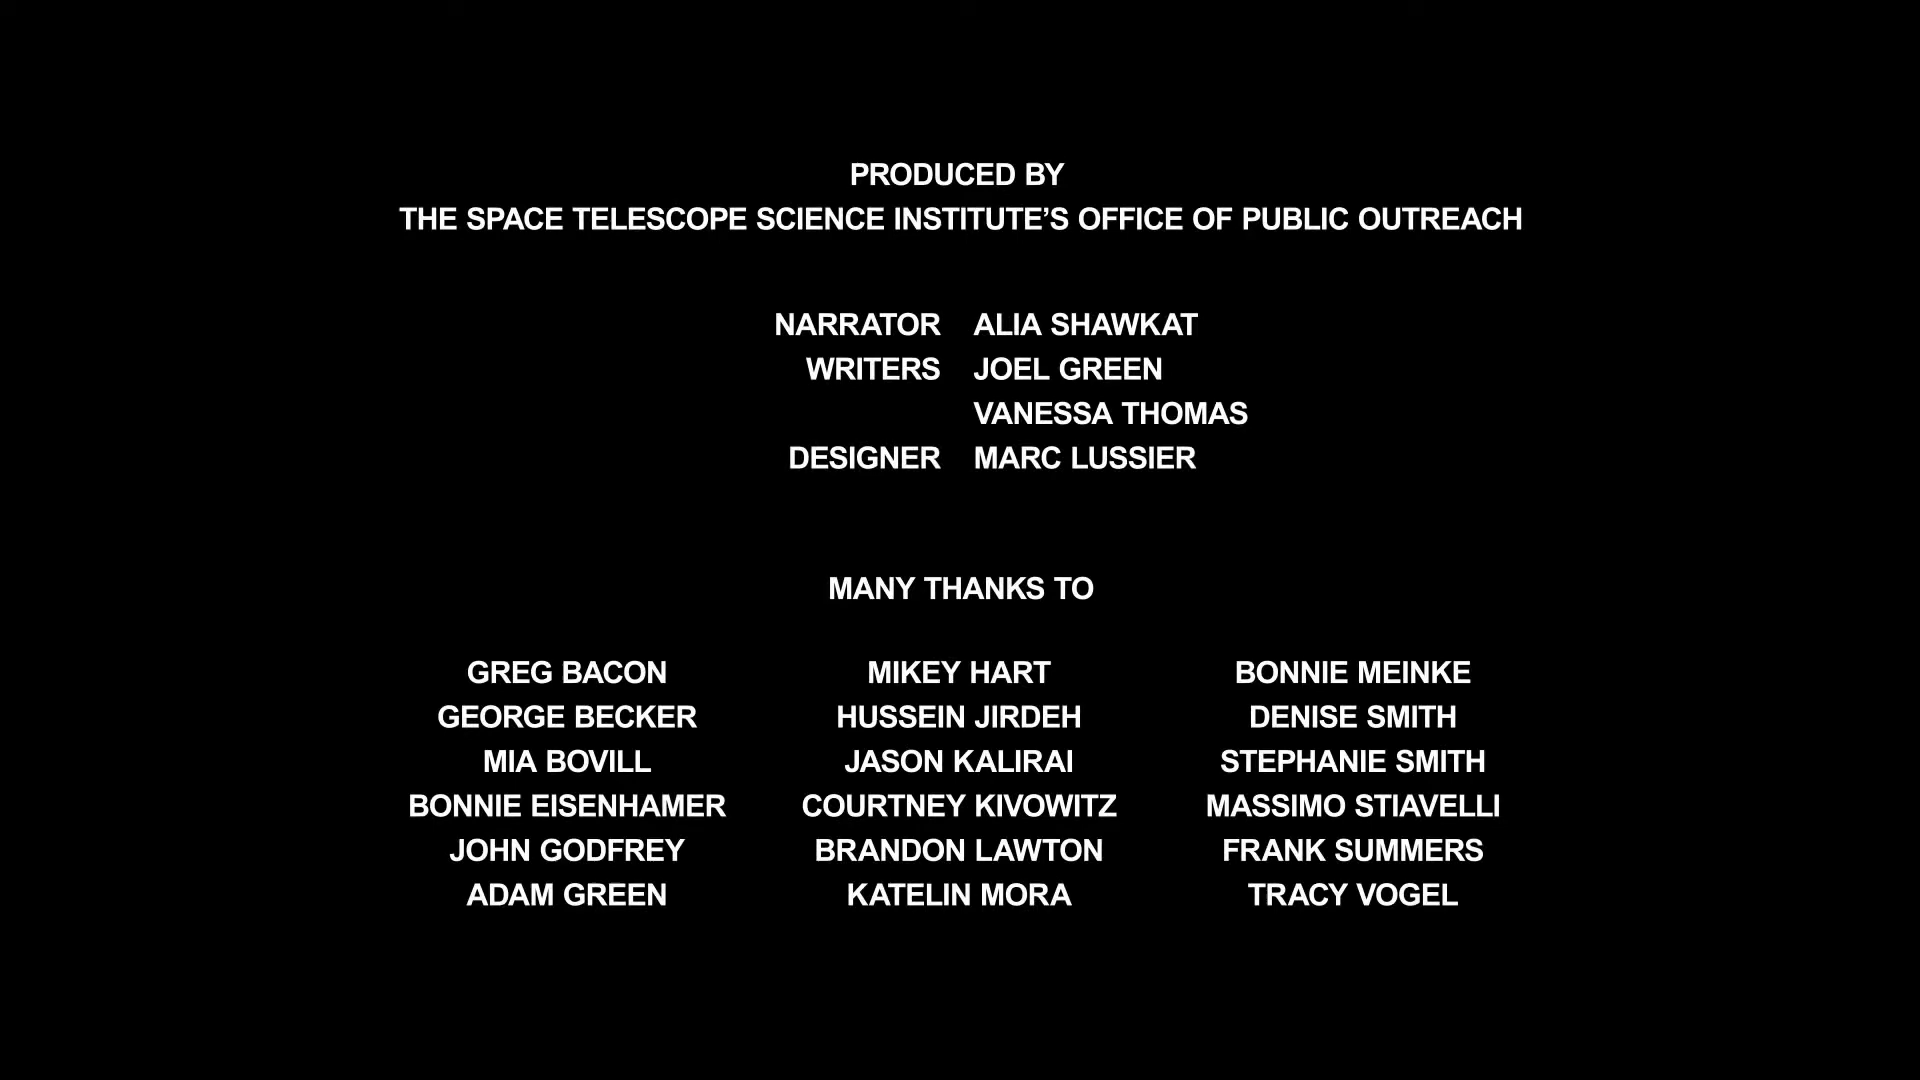 PRODUCED BY
THE SPACE TELESCOPE SCIENCE INSTITUTE’S OFFICE OF PUBLIC OUTREACH
NARRATOR ALIA SHAWKAT
WRITERS JOEL GREEN
VANESSA THOMAS
DESIGNER MARC LUSSIER
MANY THANKS TO
GREG BACON
GEORGE BECKER
MIA BOVILL
BONNIE EISENHAMER
JOHN GODFREY
ADAM GREEN
MIKEY HART
HUSSEIN JIRDEH
JASON KALIRAI
COURTNEY KIVOWITZ
BRANDON LAWTON
KATELIN MORA
BONNIE MEINKE
DENISE SMITH
STEPHANIE SMITH
MASSIMO STIAVELLI
FRANK SUMMERS
TRACY VOGEL